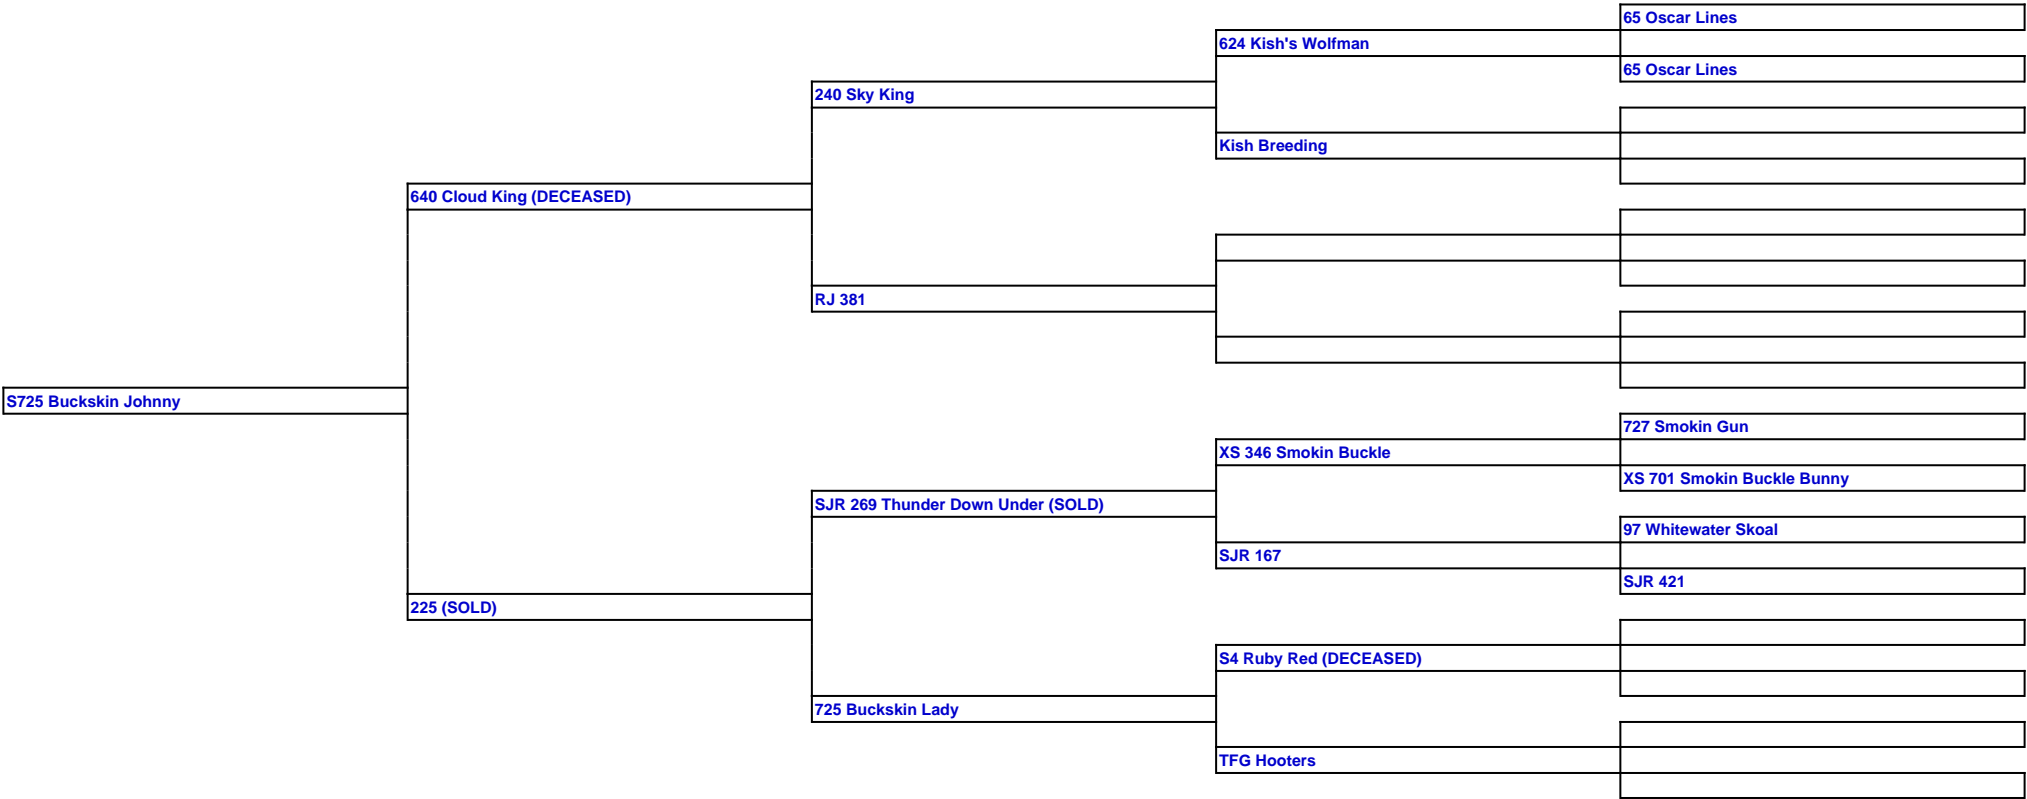 65 Oscar Lines
624 Kish's Wolfman
65 Oscar Lines
240 Sky King
Kish Breeding
640 Cloud King (DECEASED)
RJ 381
S725 Buckskin Johnny
727 Smokin Gun
XS 346 Smokin Buckle
XS 701 Smokin Buckle Bunny
SJR 269 Thunder Down Under (SOLD)
97 Whitewater Skoal
SJR 167
SJR 421
225 (SOLD)
S4 Ruby Red (DECEASED)
725 Buckskin Lady
TFG Hooters